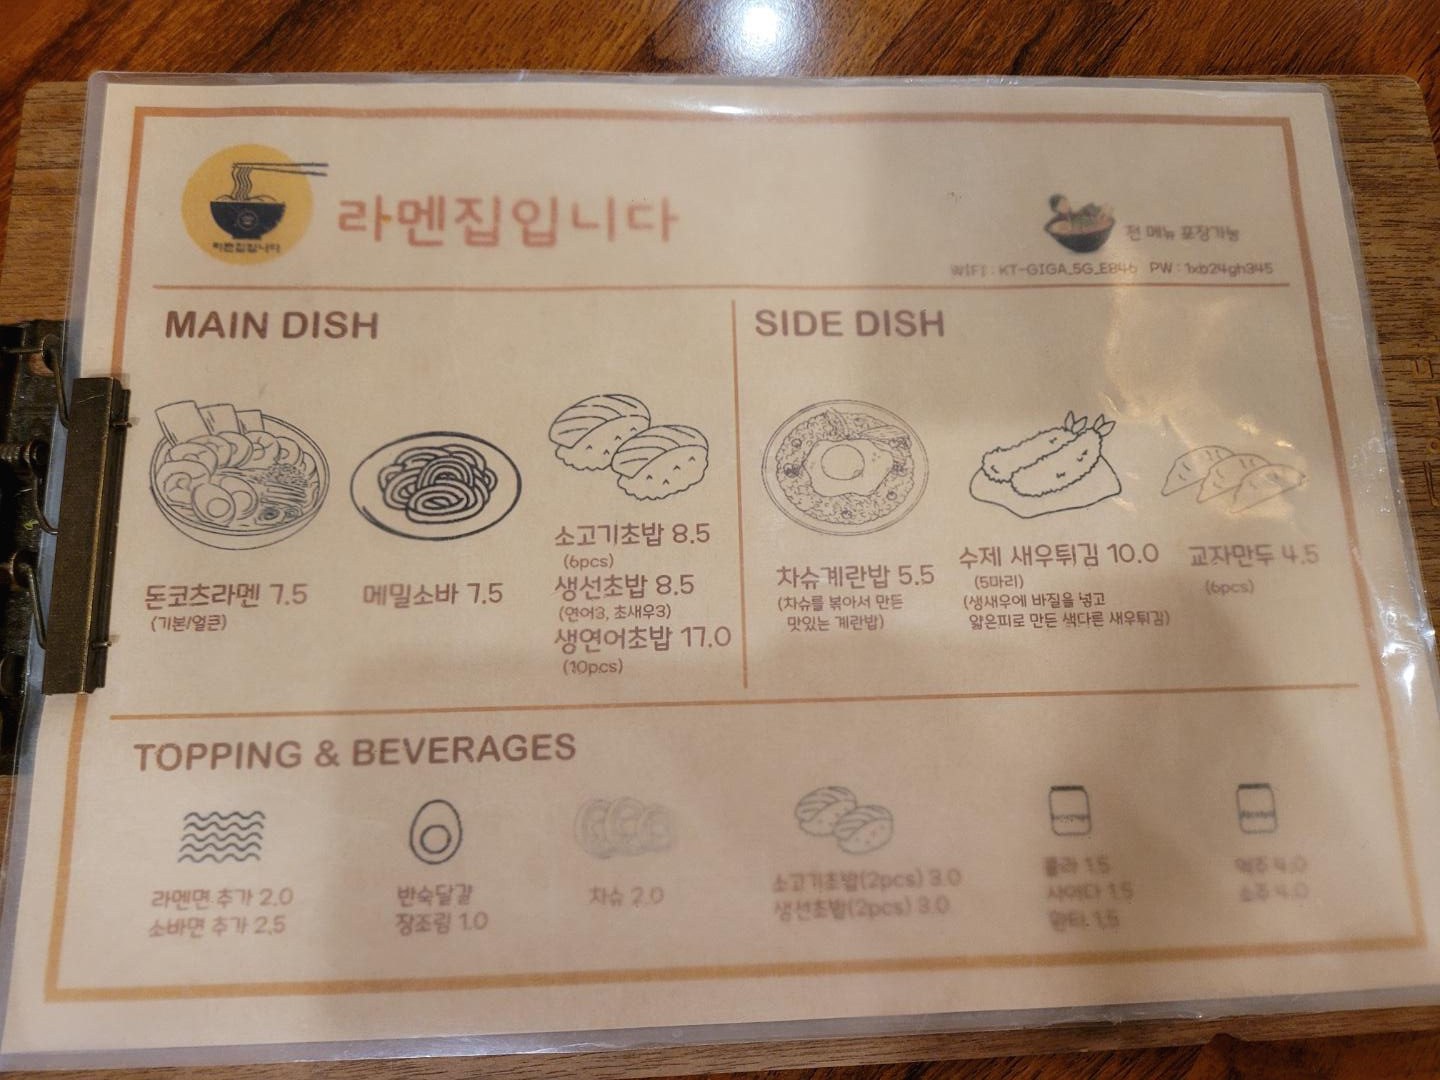 라멘집입니다
라멘집입니다
전 메뉴 포장가능
WIFI : KT-GIGA_5G_E846 PW : 1xb24gh345
MAIN DISH
돈코츠라멘 7.5
(기본/얼큰)
메밀소바 7.5
소고기초밥 8.5
(6pcs)
생선초밥 8.5
(연어3, 초새우3)
생연어초밥 17.0
(10pcs)
SIDE DISH
차슈계란밥 5.5
(차슈를 볶아서 만든
맛있는 계란밥)
수제 새우튀김 10.0
(5마리)
(생새우에 바질을 넣고
얇은피로 만든 색다른 새우튀김)
교자만두 4.5
(6pcs)
TOPPING & BEVERAGES
라멘면 추가 2.0
소바면 추가 2.5
반숙달걀
장조림 1.0
차슈 2.0
소고기초밥(2pcs) 3.0
생선초밥(2pcs) 3.0
콜라 1.5
사이다 1.5
환타 1.5
맥주 4.0
소주 4.0